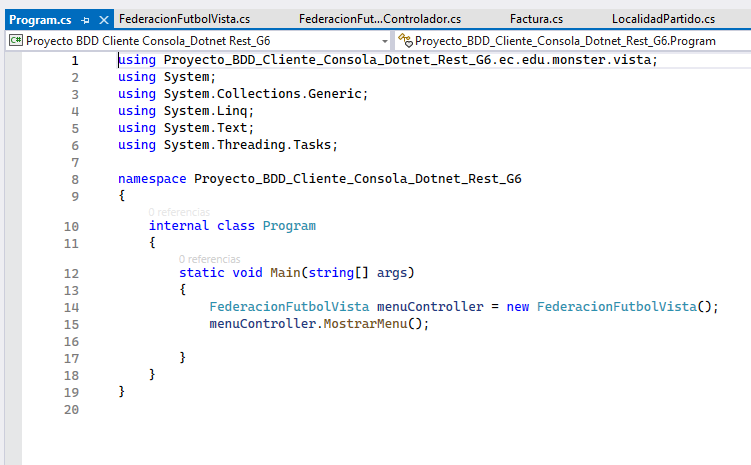 Program.cs
FederacionFutbolVista.cs
FederacionFut...Controlador.cs
Factura.cs
LocalidadPartido.cs
C# Proyecto BDD Cliente Consola_Dotnet Rest_G6
Proyecto_BDD_Cliente_Consola_Dotnet_Rest_G6.Program
1 using Proyecto_BDD_Cliente_Consola_Dotnet_Rest_G6.ec.edu.monster.vista;
2 using System;
3 using System.Collections.Generic;
4 using System.Linq;
5 using System.Text;
6 using System.Threading.Tasks;
7
8 namespace Proyecto_BDD_Cliente_Consola_Dotnet_Rest_G6
9 {
0 referencias
10 internal class Program
11 {
0 referencias
12 static void Main(string[] args)
13 {
14 FederacionFutbolVista menuController = new FederacionFutbolVista();
15 menuController.MostrarMenu();
16
17 }
18 }
19 }
20